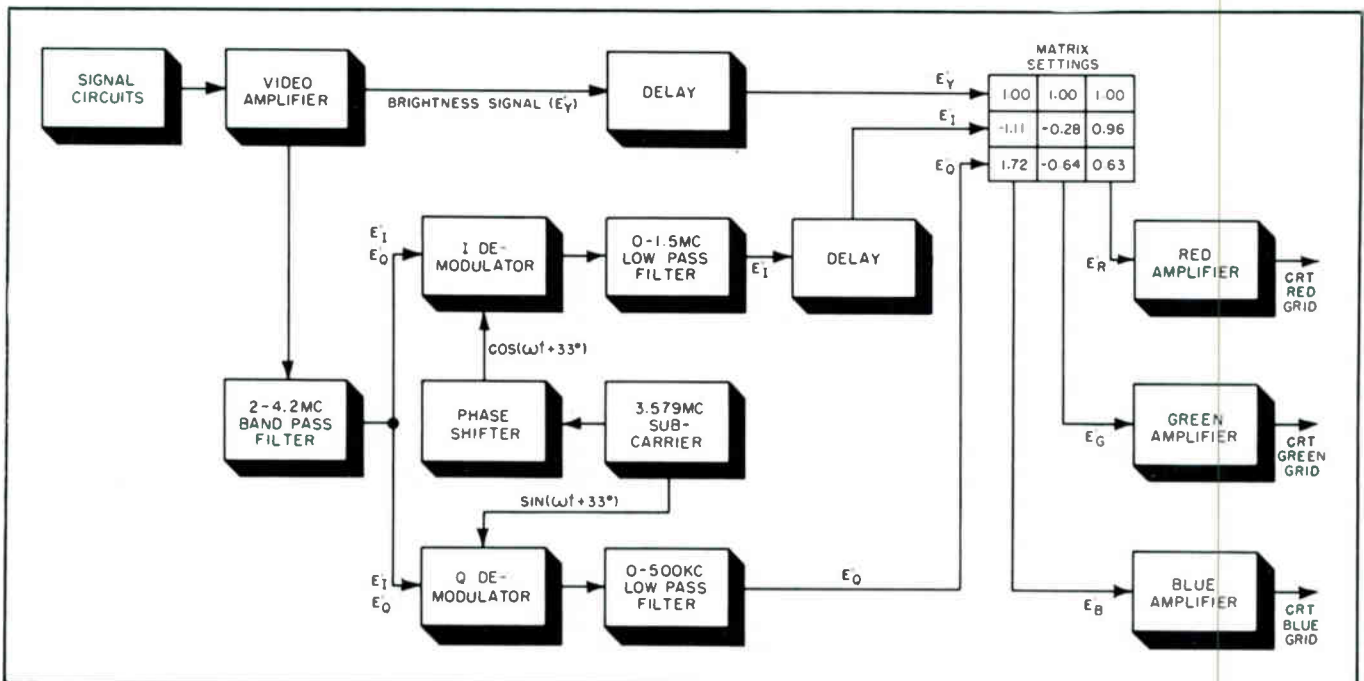 SIGNAL
CIRCUITS
VIDEO
AMPLIFIER
BRIGHTNESS SIGNAL (E'Y)
DELAY
MATRIX
SETTINGS
E'Y
1.00 1.00 1.00
E'I
-1.11 -0.28 0.96
E'Q
1.72 -0.64 0.63
E'I
E'Q
I DE-
MODULATOR
0-1.5MC
LOW PASS
FILTER
E'I
DELAY
E'R
RED
AMPLIFIER
CRT
RED
GRID
COS(ωt+33°)
2-4.2MC
BAND PASS
FILTER
PHASE
SHIFTER
3.579MC
SUB-
CARRIER
E'G
GREEN
AMPLIFIER
CRT
GREEN
GRID
SIN(ωt+33°)
E'I
E'Q
Q DE-
MODULATOR
0-500KC
LOW PASS
FILTER
E'Q
E'B
BLUE
AMPLIFIER
CRT
BLUE
GRID